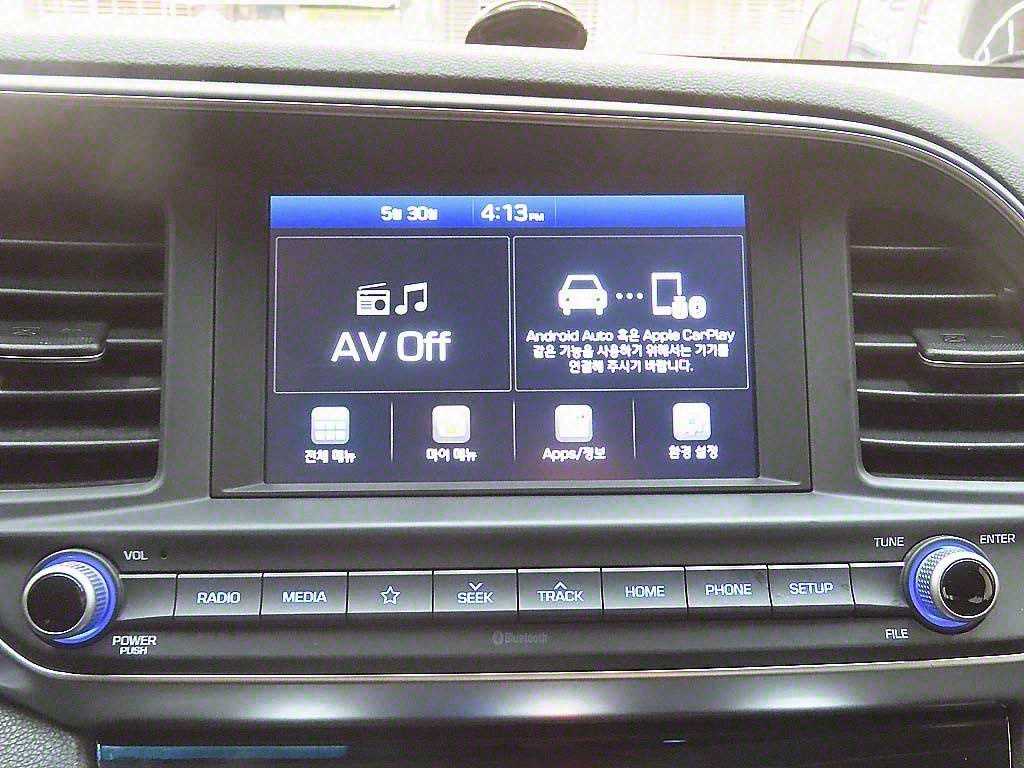 5월 30일 4:13PM
AV Off
Android Auto 혹은 Apple CarPlay
같은 기능을 사용하기 위해서는 기기를
연결해 주시기 바랍니다.
전체 메뉴 마이 메뉴 Apps/정보 환경 설정
VOL TUNE ENTER
RADIO MEDIA SEEK TRACK HOME PHONE SETUP
POWER
PUSH
Bluetooth
FILE